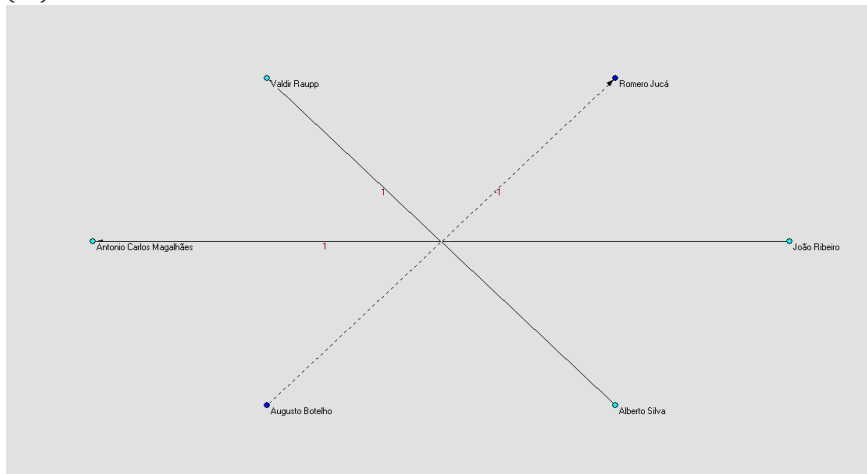 Valdir Raupp
Romero Jucá
1
-1
Antonio Carlos Magalhães
1
João Ribeiro
Augusto Botelho
Alberto Silva